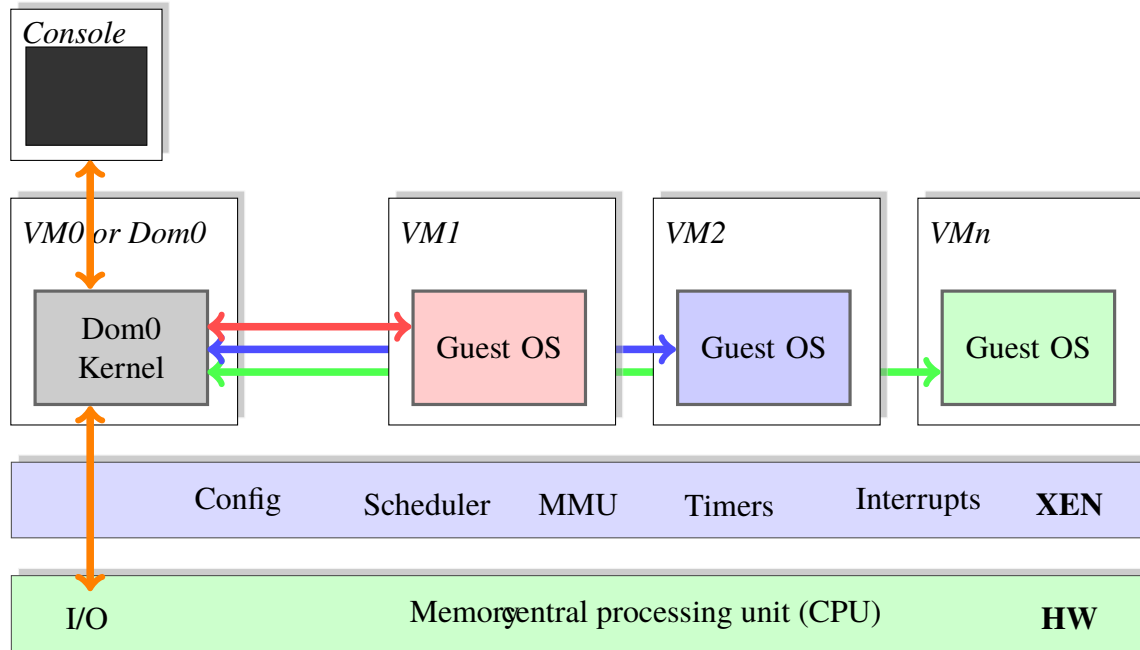 Console
VM0 or Dom0
VM1
VM2
VMn
Dom0
Kernel
Guest OS
Guest OS
Guest OS
Config
Scheduler
MMU
Timers
Interrupts
XEN
I/O
Memory
central processing unit (CPU)
HW